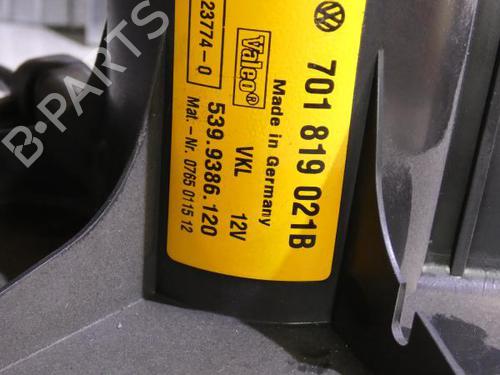 701 819 021B
Made in Germany
Valeo®
VKL 12V
23774-0
539.9386.120
Mat.-Nr. 0765 0115 12
B-PARTS